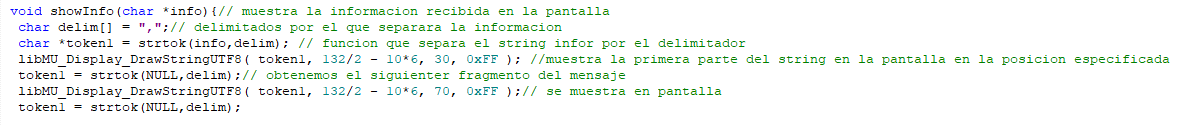 void showInfo(char *info){// muestra la informacion recibida en la pantalla
char delim[] = ",";// delimitados por el que separara la informacion
char *token1 = strtok(info,delim); // funcion que separa el string infor por el delimitador
libMU_Display_DrawStringUTF8( token1, 132/2 - 10*6, 30, 0xFF ); //muestra la primera parte del string en la pantalla en la posicion especificada
token1 = strtok(NULL,delim);// obtenemos el siguienter fragmento del mensaje
libMU_Display_DrawStringUTF8( token1, 132/2 - 10*6, 70, 0xFF );// se muestra en pantalla
token1 = strtok(NULL,delim);